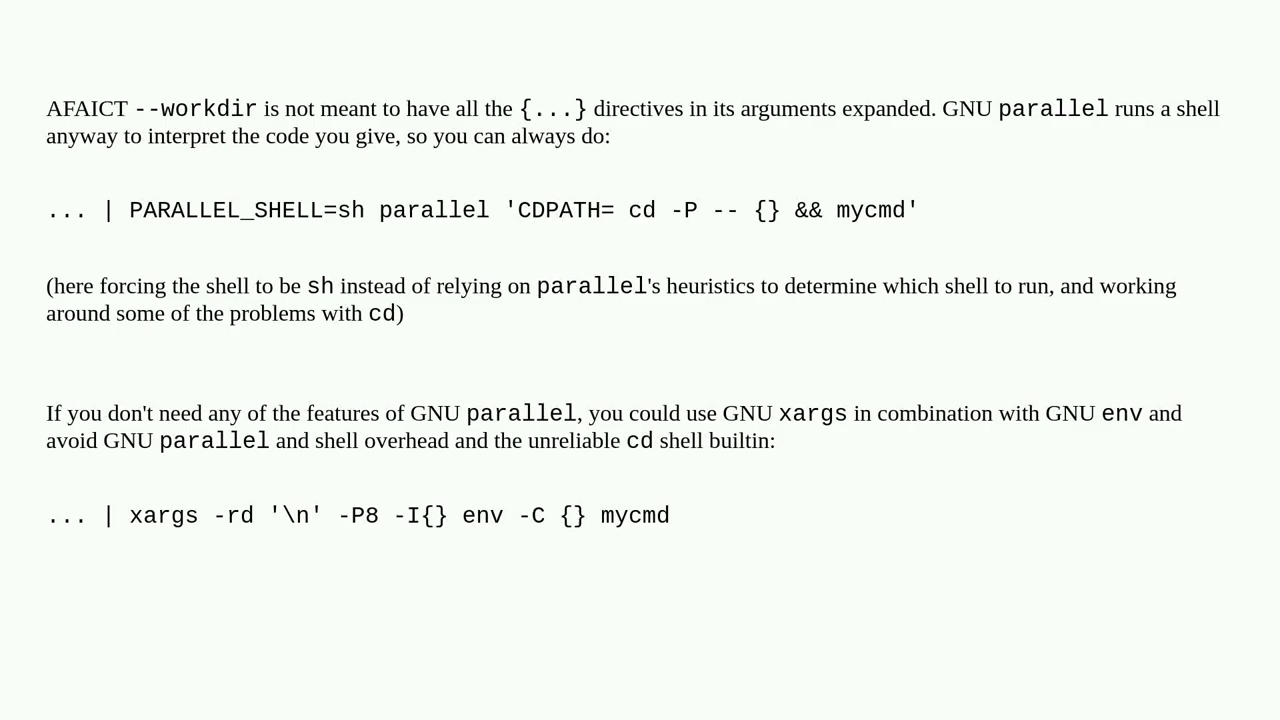 AFAICT --workdir is not meant to have all the {...} directives in its arguments expanded. GNU parallel runs a shell
anyway to interpret the code you give, so you can always do:
... | PARALLEL_SHELL=sh parallel 'CDPATH= cd -P -- {} && mycmd'
(here forcing the shell to be sh instead of relying on parallel's heuristics to determine which shell to run, and working
around some of the problems with cd)
If you don't need any of the features of GNU parallel, you could use GNU xargs in combination with GNU env and
avoid GNU parallel and shell overhead and the unreliable cd shell builtin:
... | xargs -rd '\n' -P8 -I{} env -C {} mycmd